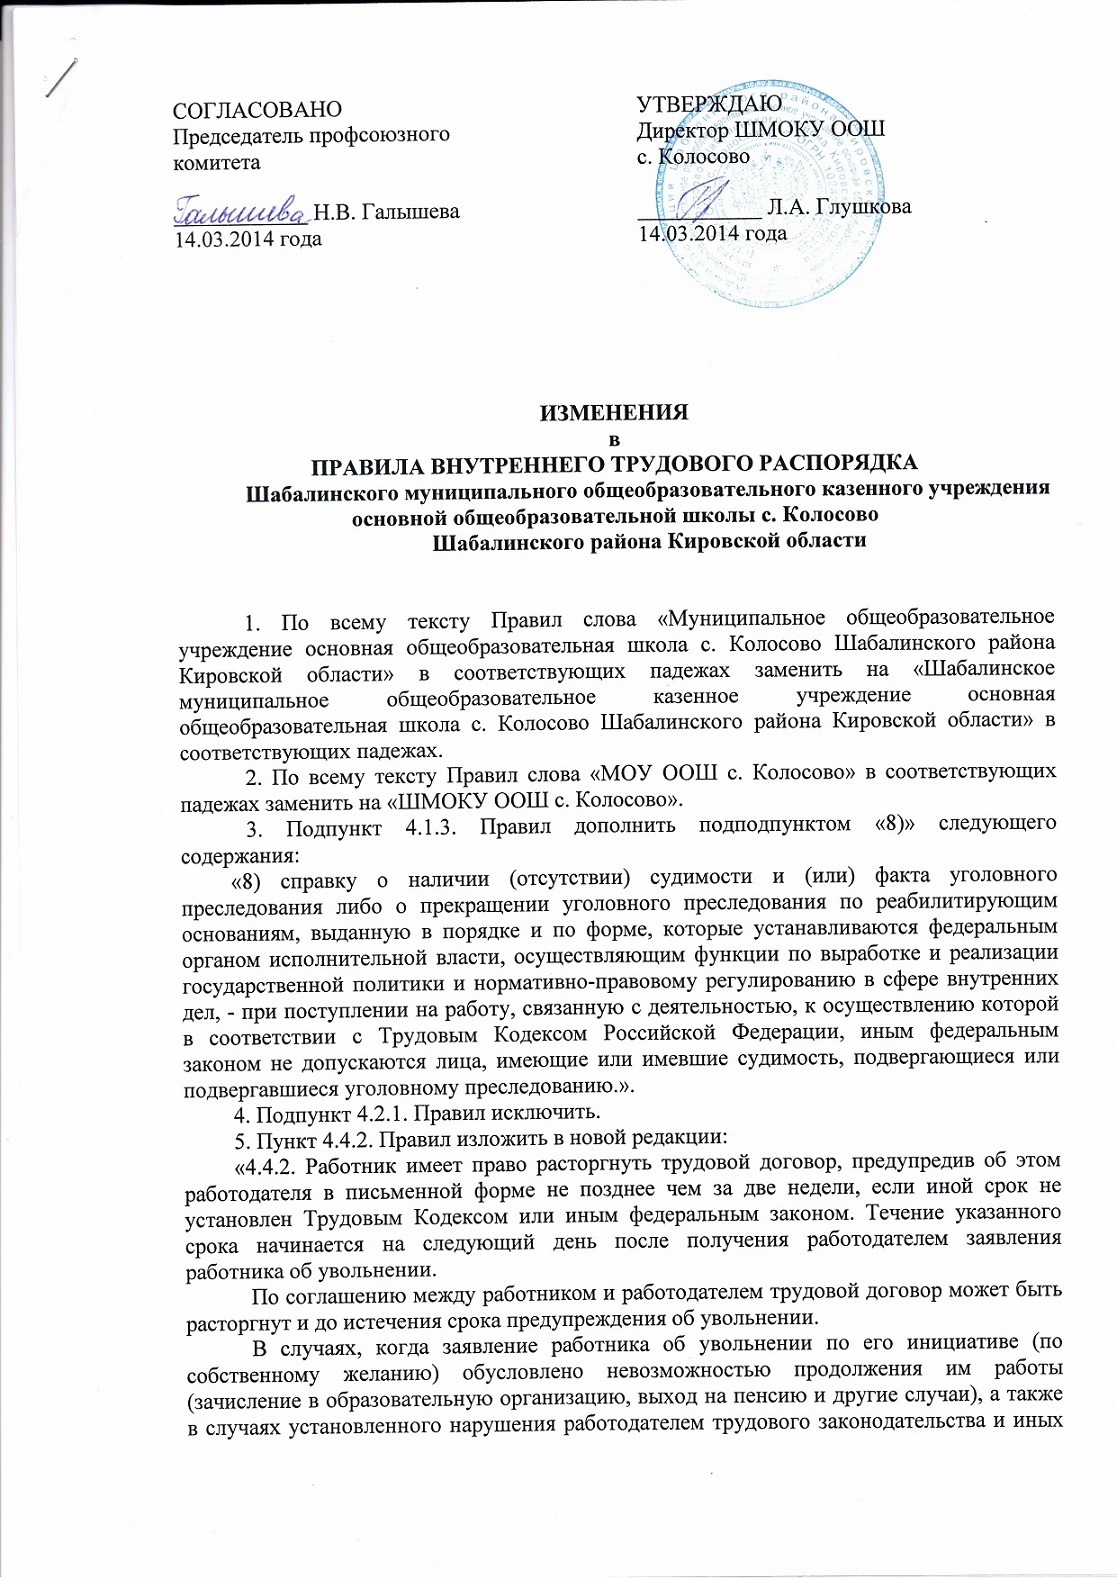 СОГЛАСОВАНО
Председатель профсоюзного
комитета
Галышева Н.В. Галышева
14.03.2014 года
УТВЕРЖДАЮ
Директор ШМОКУ ООШ
с. Колосово
Л.А. Глушкова
14.03.2014 года
ИЗМЕНЕНИЯ
в
ПРАВИЛА ВНУТРЕННЕГО ТРУДОВОГО РАСПОРЯДКА
Шабалинского муниципального общеобразовательного казенного учреждения
основной общеобразовательной школы с. Колосово
Шабалинского района Кировской области
1. По всему тексту Правил слова «Муниципальное общеобразовательное
учреждение основная общеобразовательная школа с. Колосово Шабалинского района
Кировской области» в соответствующих падежах заменить на «Шабалинское
муниципальное общеобразовательное казенное учреждение основная
общеобразовательная школа с. Колосово Шабалинского района Кировской области» в
соответствующих падежах.
2. По всему тексту Правил слова «МОУ ООШ с. Колосово» в соответствующих
падежах заменить на «ШМОКУ ООШ с. Колосово».
3. Подпункт 4.1.3. Правил дополнить подподпунктом «8)» следующего
содержания:
«8) справку о наличии (отсутствии) судимости и (или) факта уголовного
преследования либо о прекращении уголовного преследования по реабилитирующим
основаниям, выданную в порядке и по форме, которые устанавливаются федеральным
органом исполнительной власти, осуществляющим функции по выработке и реализации
государственной политики и нормативно-правовому регулированию в сфере внутренних
дел, - при поступлении на работу, связанную с деятельностью, к осуществлению которой
в соответствии с Трудовым Кодексом Российской Федерации, иным федеральным
законом не допускаются лица, имеющие или имевшие судимость, подвергающиеся или
подвергавшиеся уголовному преследованию.».
4. Подпункт 4.2.1. Правил исключить.
5. Пункт 4.4.2. Правил изложить в новой редакции:
«4.4.2. Работник имеет право расторгнуть трудовой договор, предупредив об этом
работодателя в письменной форме не позднее чем за две недели, если иной срок не
установлен Трудовым Кодексом или иным федеральным законом. Течение указанного
срока начинается на следующий день после получения работодателем заявления
работника об увольнении.
По соглашению между работником и работодателем трудовой договор может быть
расторгнут и до истечения срока предупреждения об увольнении.
В случаях, когда заявление работника об увольнении по его инициативе (по
собственному желанию) обусловлено невозможностью продолжения им работы
(зачисление в образовательную организацию, выход на пенсию и другие случаи), а также
в случаях установленного нарушения работодателем трудового законодательства и иных